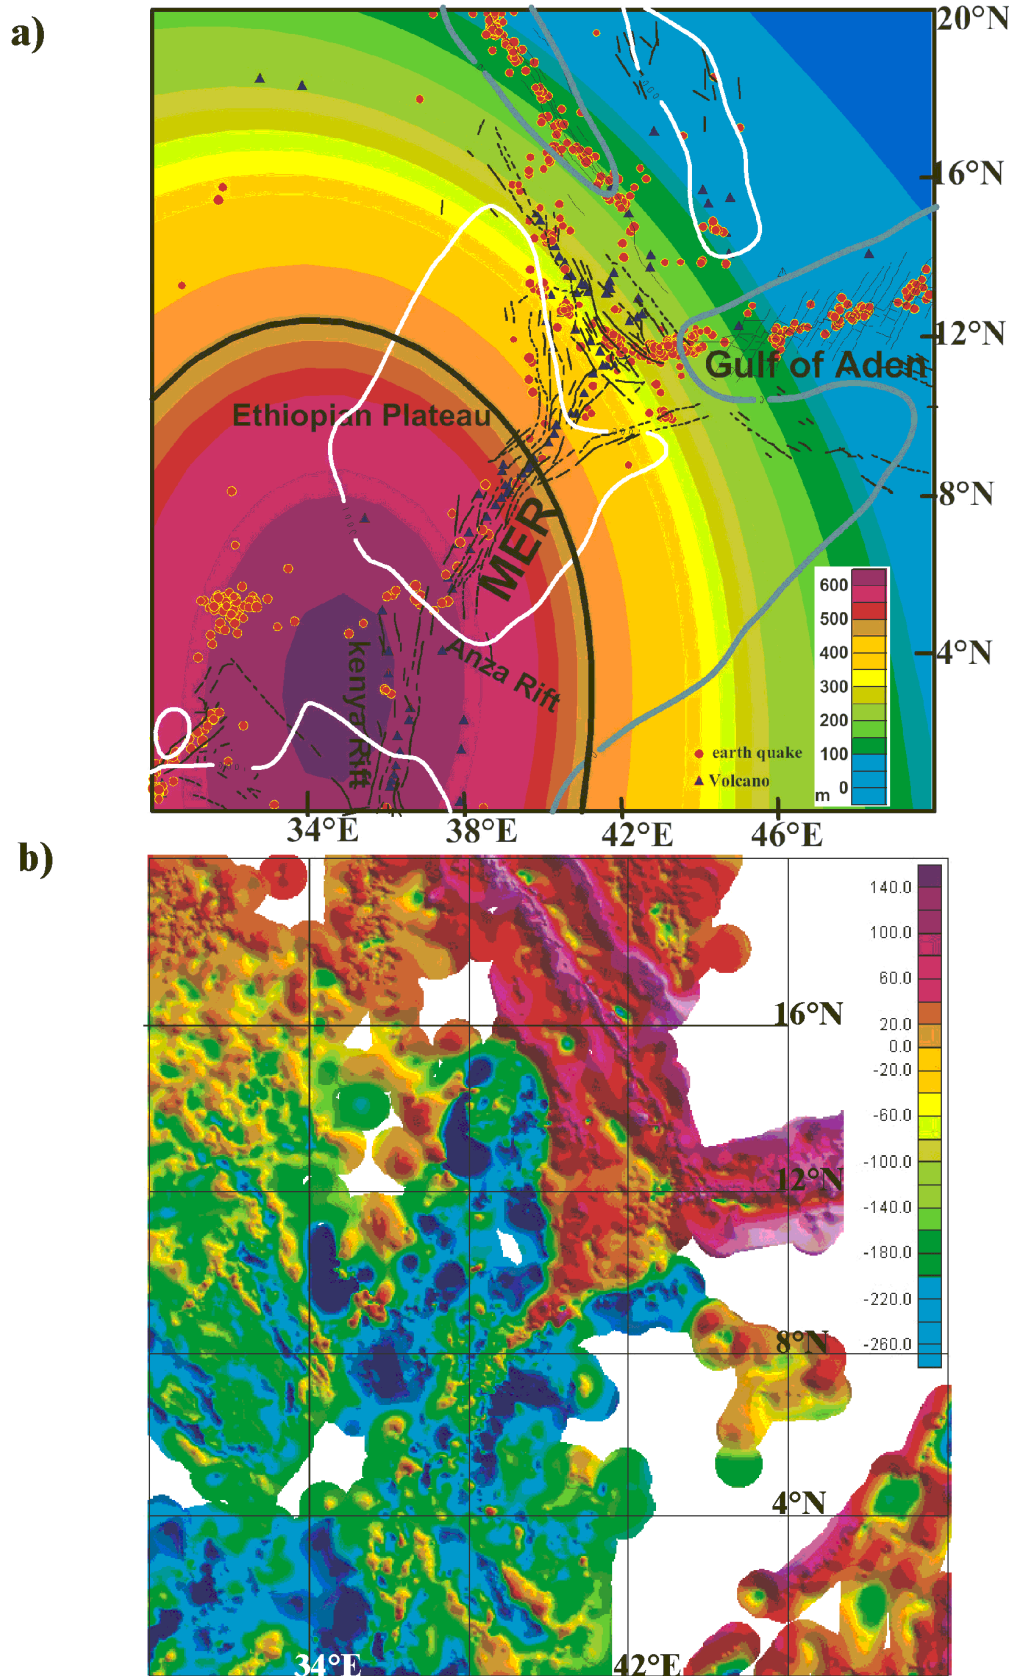 a)
20°N
16°N
12°N
Gulf of Aden
Ethiopian Plateau
8°N
MER
4°N
kenya Rift
Anza Rift
600
500
400
300
200
100
0
m
earth quake
Volcano
34°E
38°E
42°E
46°E
b)
140.0
100.0
60.0
20.0
0.0
-20.0
-60.0
-100.0
-140.0
-180.0
-220.0
-260.0
16°N
12°N
8°N
4°N
34°E
42°E